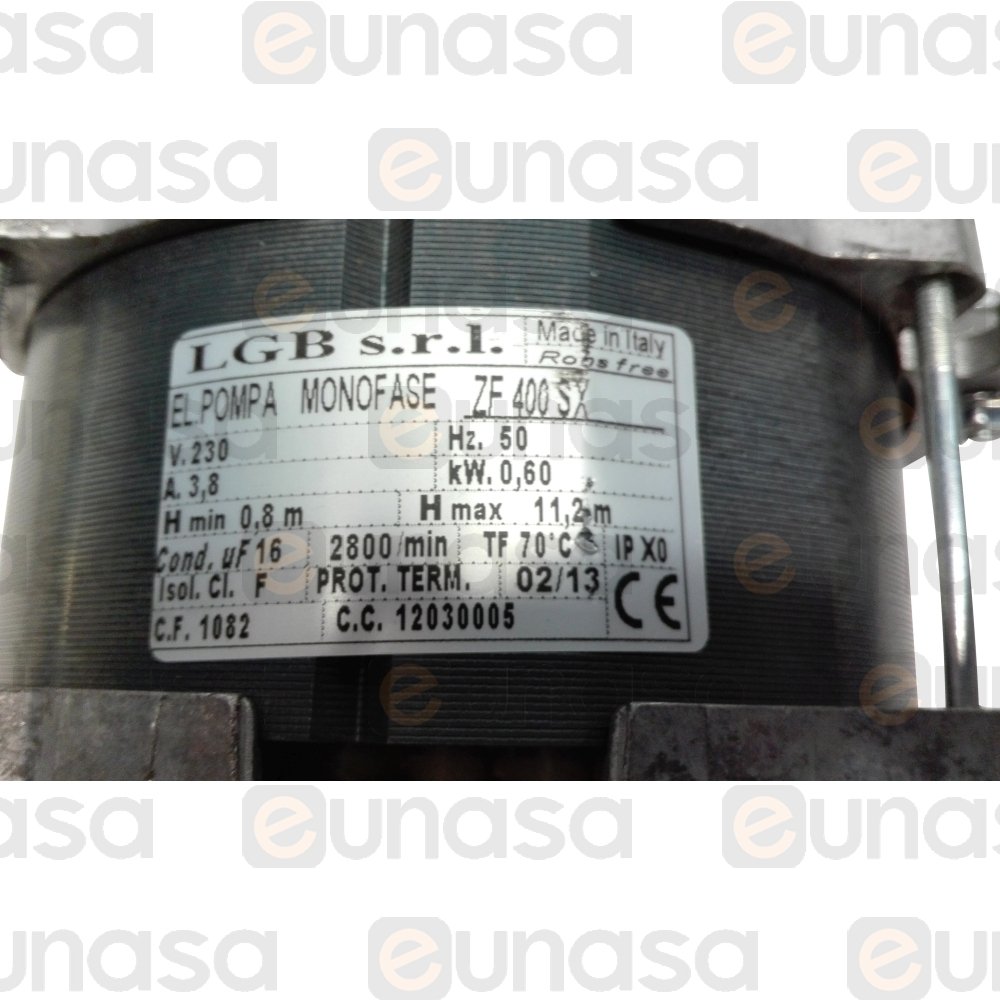 eunasa eunasa
eunasa eunasa eunasa
LGB s.r.l. Made in Italy
Rohs free
EL.POMPA MONOFASE ZF 400 SX
V. 230 Hz. 50
A. 3,8 kW. 0,60
H min 0,8 m H max 11,2 m
Cond. uF 16 2800/min TF 70°C IP X0
Isol. Cl. F PROT. TERM. 02/13 CE
C.F. 1082 C.C. 12030005
eunasa eunasa eunasa
eunasa eunasa
eunasa eunasa eunasa